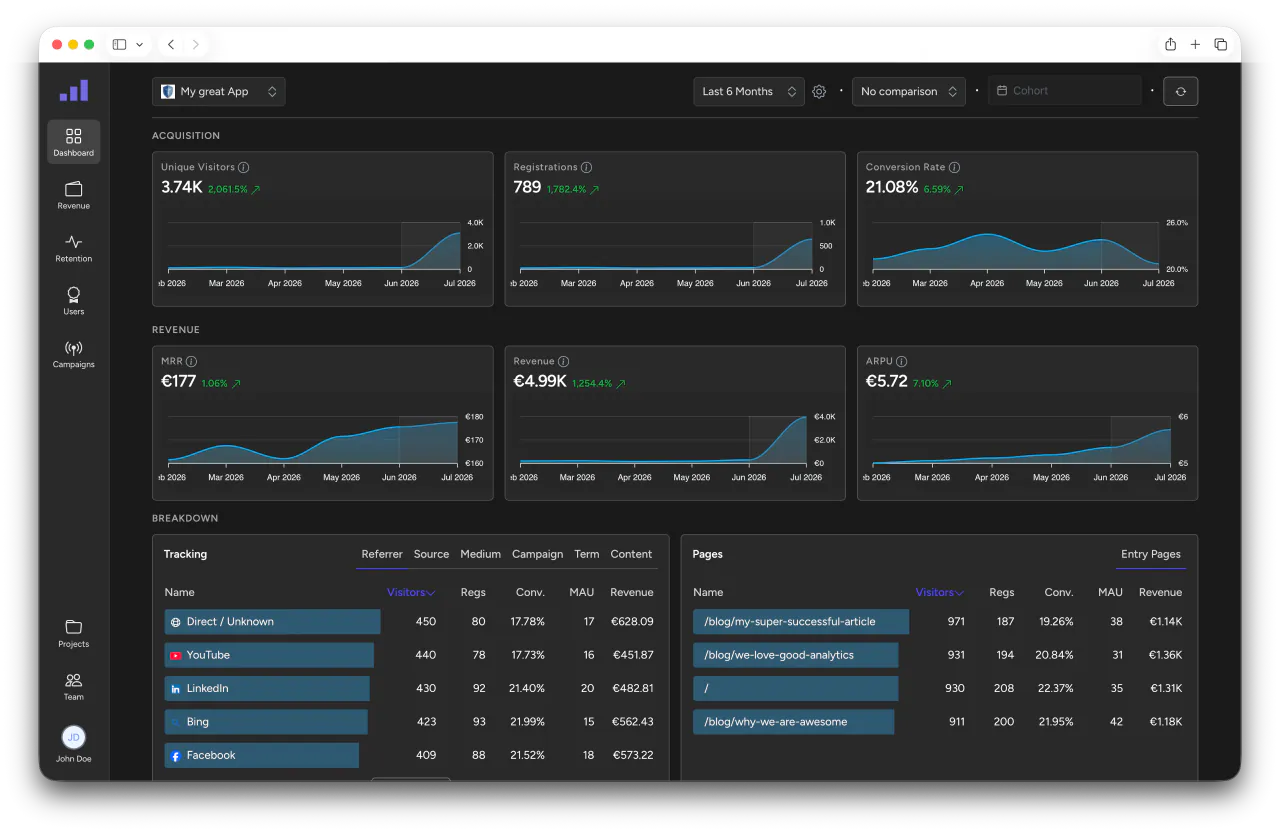 My great App
Last 6 Months
No comparison
Cohort
Dashboard
Revenue
Retention
Users
Campaigns
Projects
Team
JD
John Doe
ACQUISITION
Unique Visitors
3.74K 2,061.5%
4.0K
2.0K
0
2026 Mar 2026 Apr 2026 May 2026 Jun 2026 Jul 2026
Registrations
789 1,782.4%
1.0K
500
0
2026 Mar 2026 Apr 2026 May 2026 Jun 2026 Jul 2026
Conversion Rate
21.08% 6.59%
26.0%
20.0%
2026 Mar 2026 Apr 2026 May 2026 Jun 2026 Jul 2026
REVENUE
MRR
€177 1.06%
€180
€170
€160
2026 Mar 2026 Apr 2026 May 2026 Jun 2026 Jul 2026
Revenue
€4.99K 1,254.4%
€4.0K
€2.0K
€0
2026 Mar 2026 Apr 2026 May 2026 Jun 2026 Jul 2026
ARPU
€5.72 7.10%
€6
€5
2026 Mar 2026 Apr 2026 May 2026 Jun 2026 Jul 2026
BREAKDOWN
Tracking Referrer Source Medium Campaign Term Content
Name Visitors Regs Conv. MAU Revenue
Direct / Unknown 450 80 17.78% 17 €628.09
YouTube 440 78 17.73% 16 €451.87
LinkedIn 430 92 21.40% 20 €482.81
Bing 423 93 21.99% 15 €562.43
Facebook 409 88 21.52% 18 €573.22
Pages Entry Pages
Name Visitors Regs Conv. MAU Revenue
/blog/my-super-successful-article 971 187 19.26% 38 €1.14K
/blog/we-love-good-analytics 931 194 20.84% 31 €1.36K
/ 930 208 22.37% 35 €1.31K
/blog/why-we-are-awesome 911 200 21.95% 42 €1.18K